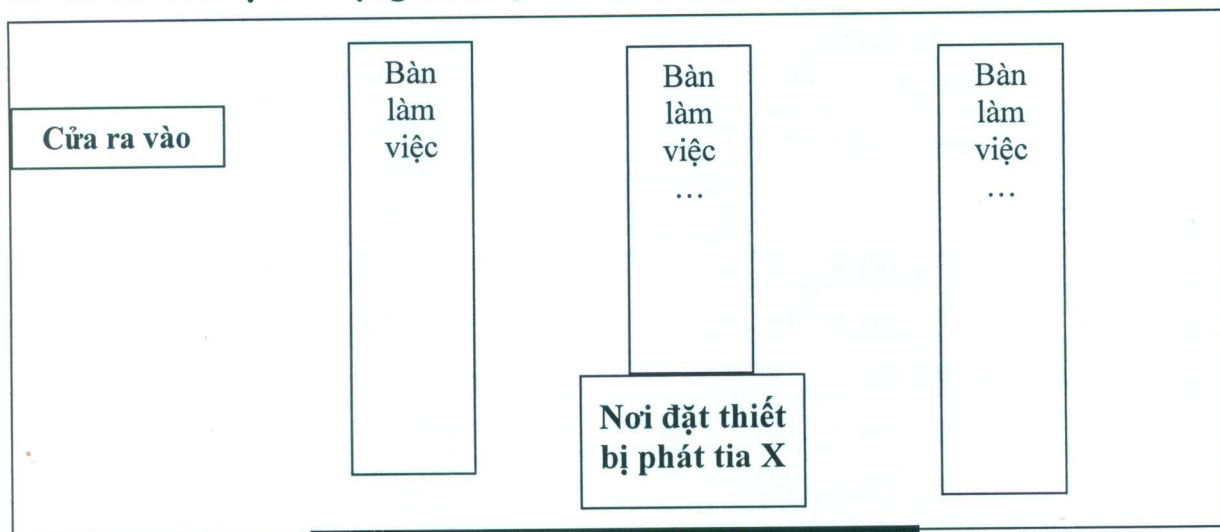 Cửa ra vào
Bàn
làm
việc
Bàn
làm
việc
...
Bàn
làm
việc
...
Nơi đặt thiết
bị phát tia X